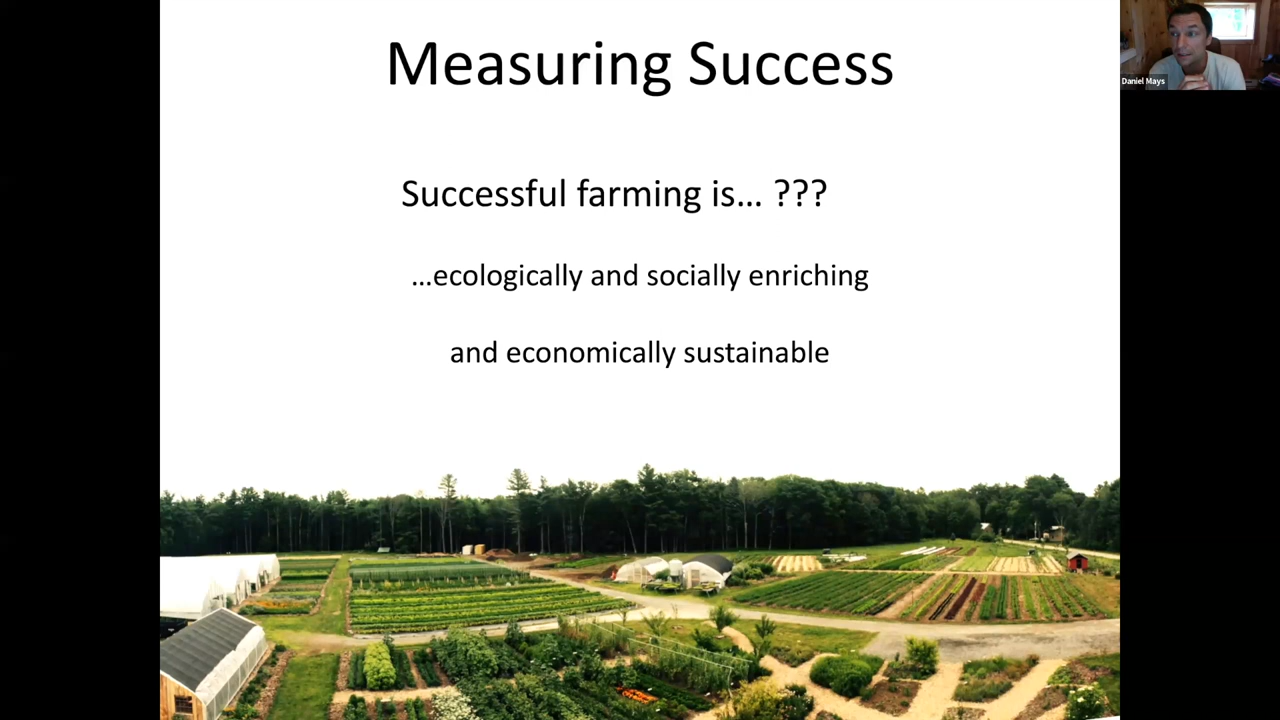 Measuring Success
Daniel Mays
Successful farming is… ???
…ecologically and socially enriching
and economically sustainable